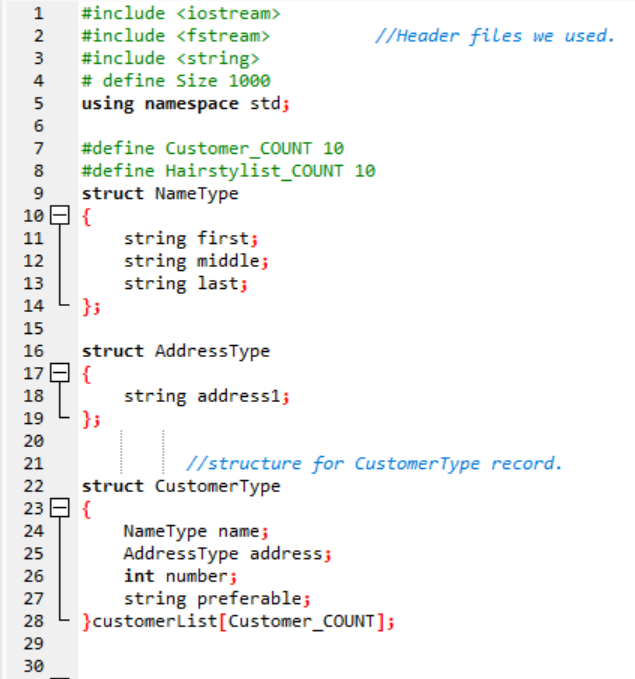 1 #include <iostream>
2 #include <fstream> //Header files we used.
3 #include <string>
4 # define Size 1000
5 using namespace std;
6
7 #define Customer_COUNT 10
8 #define Hairstylist_COUNT 10
9 struct NameType
10 {
11 string first;
12 string middle;
13 string last;
14 };
15
16 struct AddressType
17 {
18 string address1;
19 };
20
21 //structure for CustomerType record.
22 struct CustomerType
23 {
24 NameType name;
25 AddressType address;
26 int number;
27 string preferable;
28 }customerList[Customer_COUNT];
29
30